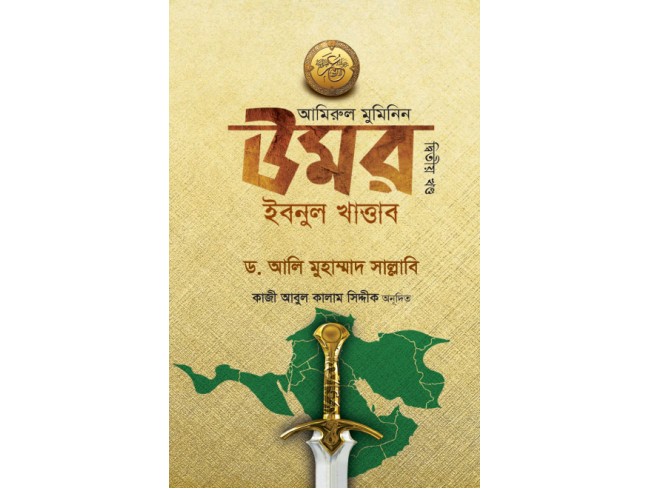 আমিরুল মুমিনিন
উমর
দ্বিতীয় খণ্ড
ইবনুল খাত্তাব
ড. আলি মুহাম্মাদ সাল্লাবি
কাজী আবুল কালাম সিদ্দীক অনূদিত